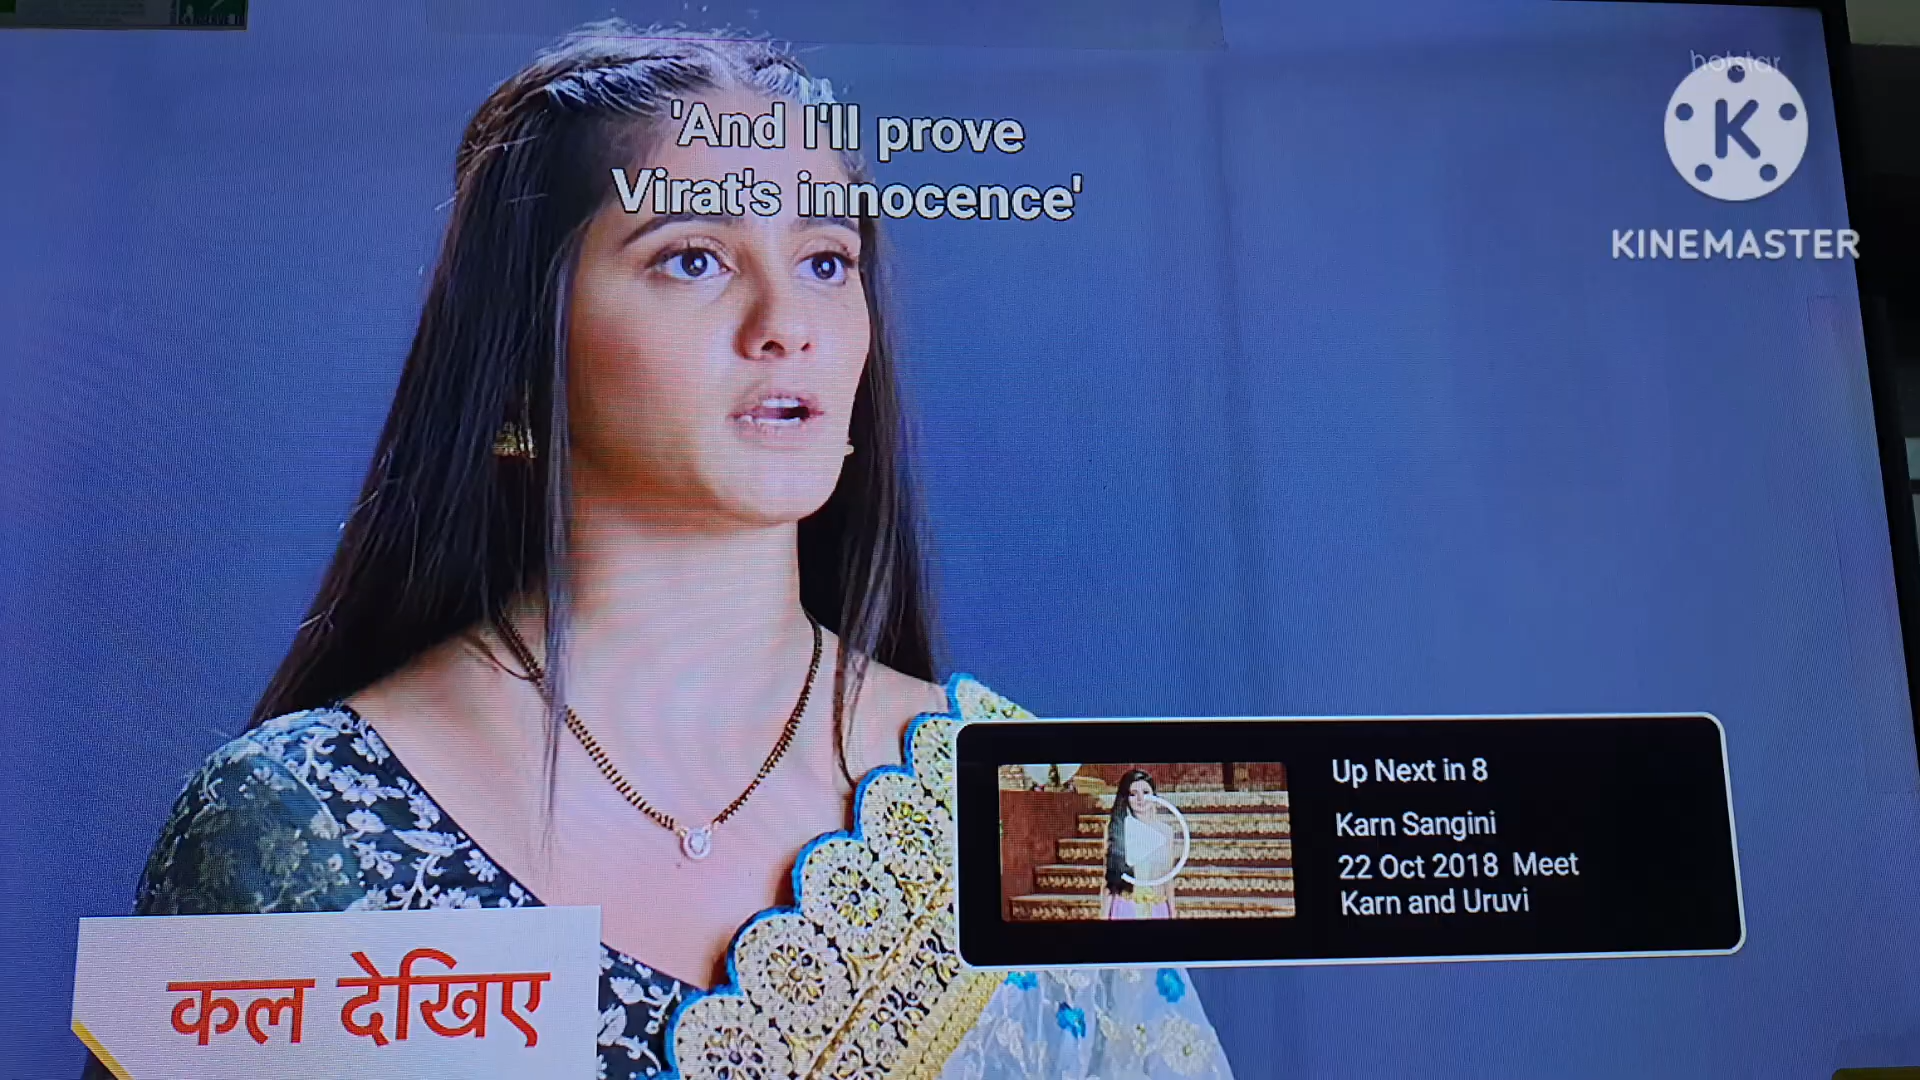 hotstar
'And I'll prove
Virat's innocence'
K
KINEMASTER
Up Next in 8
Karn Sangini
22 Oct 2018 Meet
Karn and Uruvi
कल देखिए